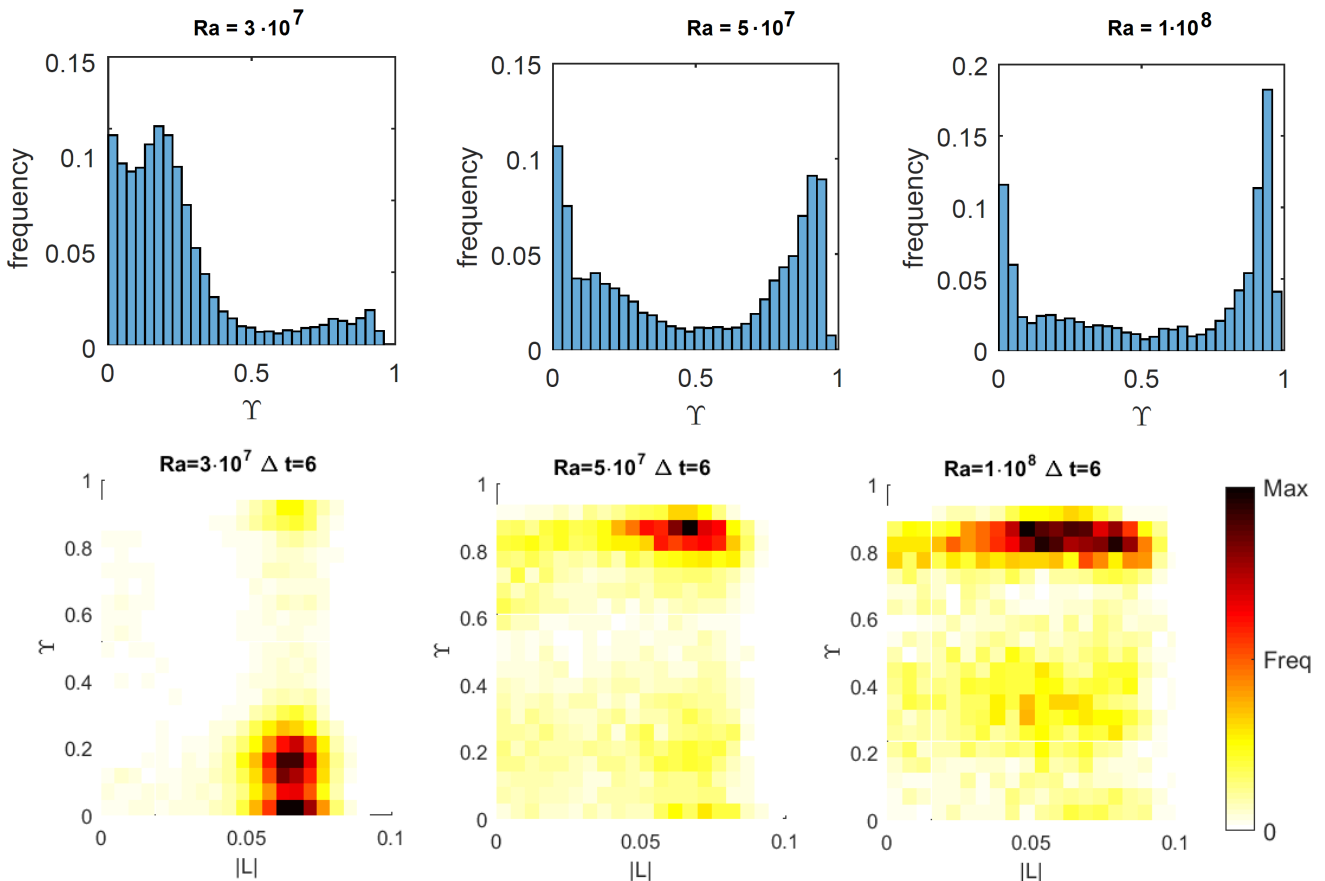 Ra = 3 ·10^7
Ra = 5 ·10^7
Ra = 1·10^8
0.15
0.1
0.05
0
frequency
0
0.5
1
ϒ
0.15
0.1
0.05
0
frequency
0
0.5
1
ϒ
0.2
0.15
0.1
0.05
0
frequency
0
0.5
1
ϒ
Ra=3·10^7 Δ t=6
Ra=5·10^7 Δ t=6
Ra=1·10^8 Δ t=6
1
0.8
0.6
0.4
0.2
0
ϒ
0
0.05
0.1
|L|
1
0.8
0.6
0.4
0.2
0
ϒ
0
0.05
0.1
|L|
1
0.8
0.6
0.4
0.2
0
ϒ
0
0.05
0.1
|L|
Max
Freq
0